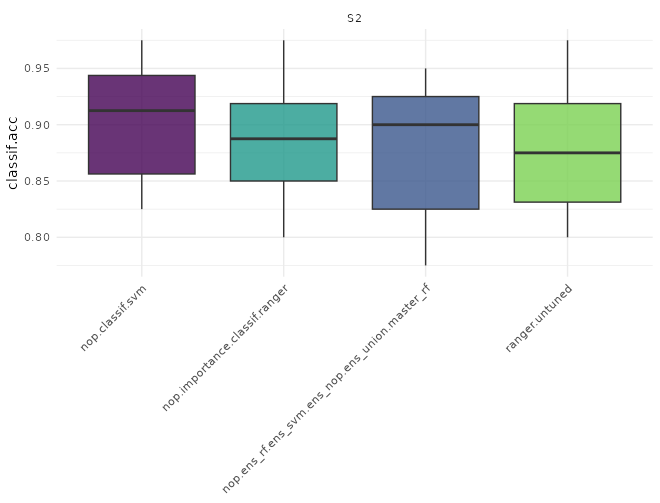 S2
classif.acc
0.95
0.90
0.85
0.80
nop.classif.svm
nop.importance.classif.ranger
nop.ens_rf.ens_svm.ens_nop.ens_union.master_rf
ranger.untuned